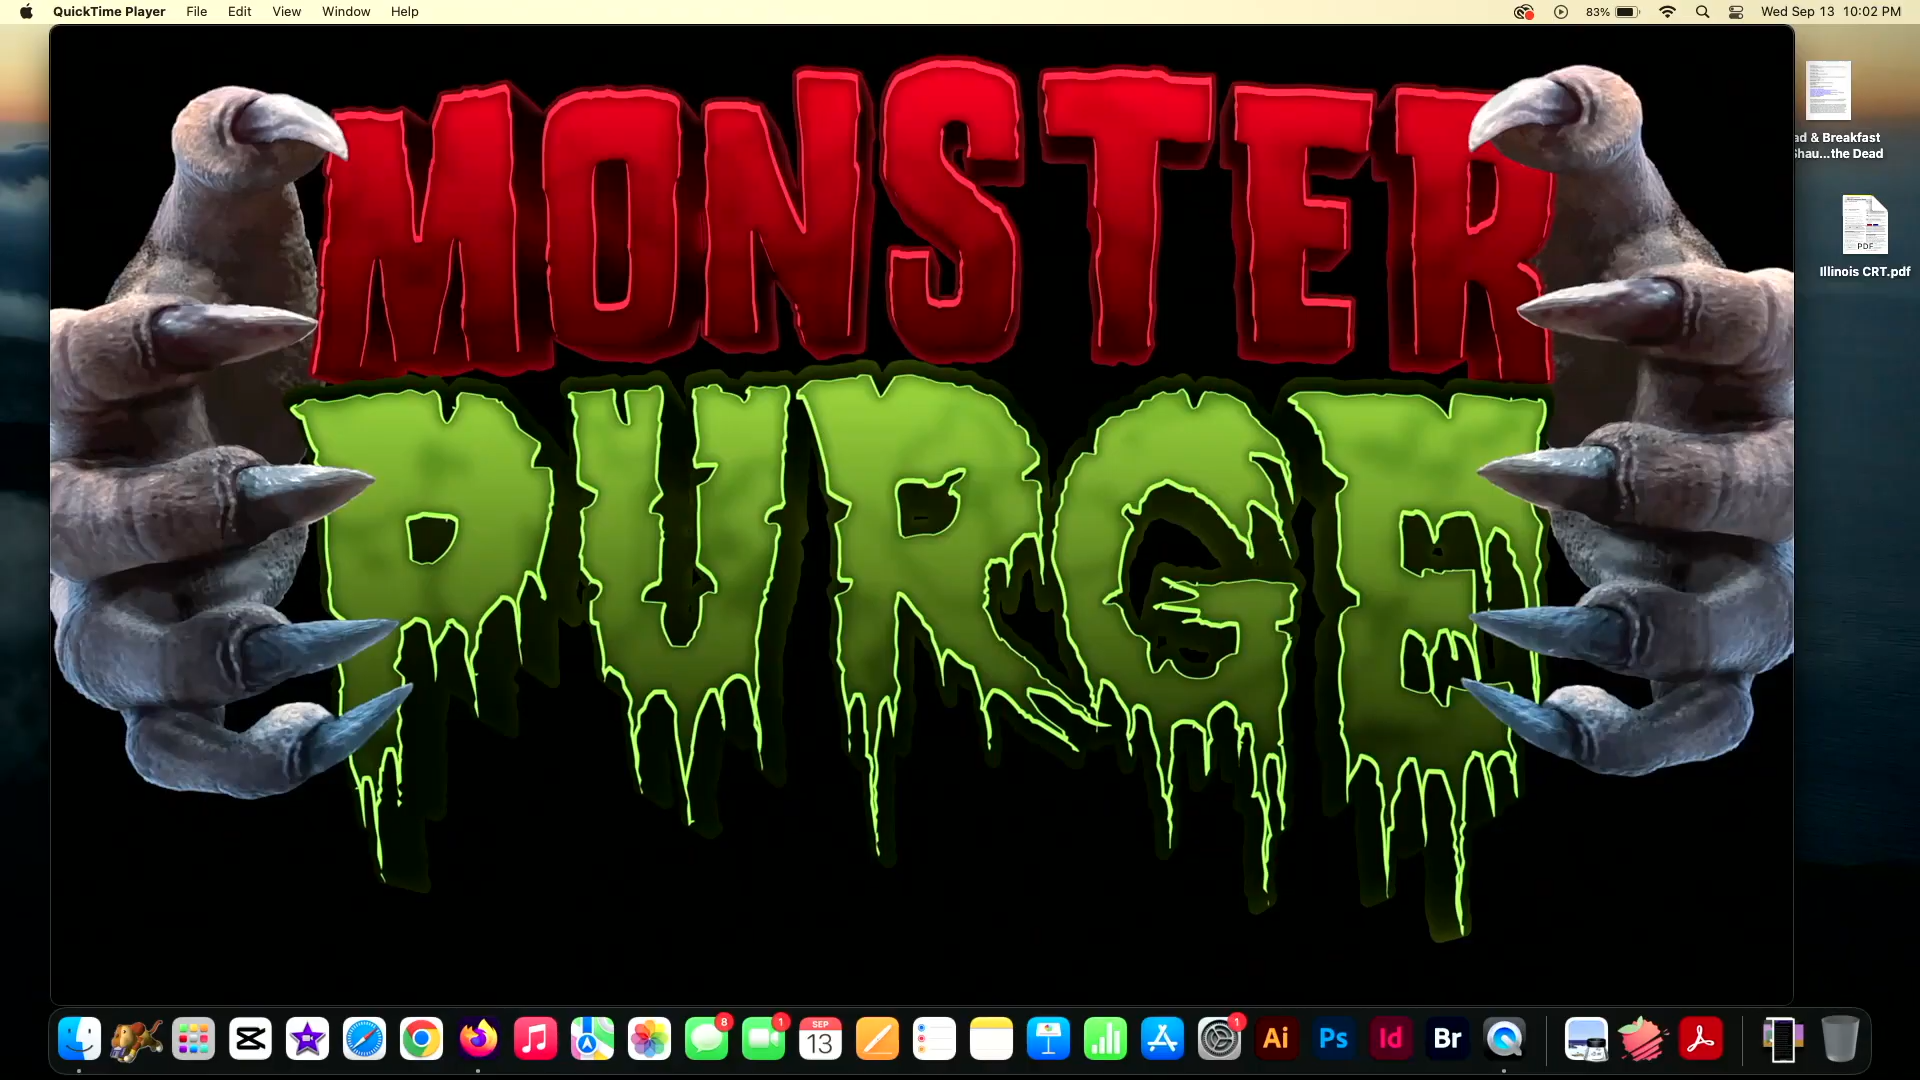 QuickTime Player File Edit View Window Help 83% Wed Sep 13 10:02 PM
MONSTER
PURGE
ad & Breakfast
Shau...the Dead
PDF
Illinois CRT.pdf
8
1
SEP
13
1
Ai
Ps
Id
Br